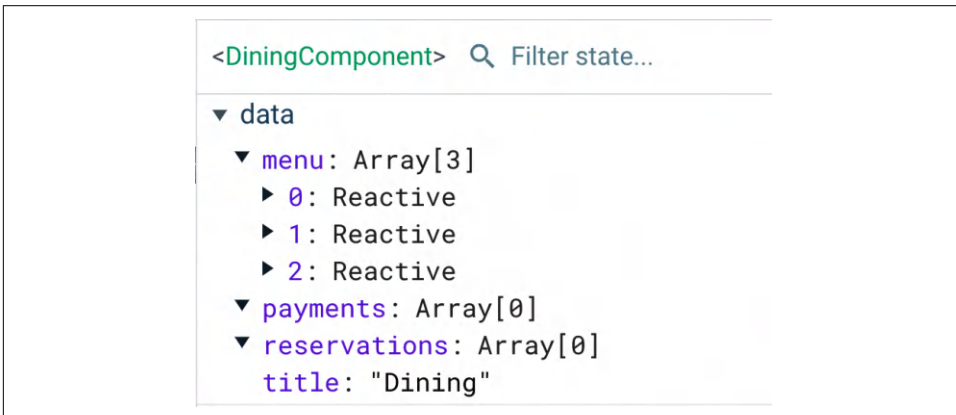 <DiningComponent> Filter state...
data
menu: Array[3]
0: Reactive
1: Reactive
2: Reactive
payments: Array[0]
reservations: Array[0]
title: "Dining"